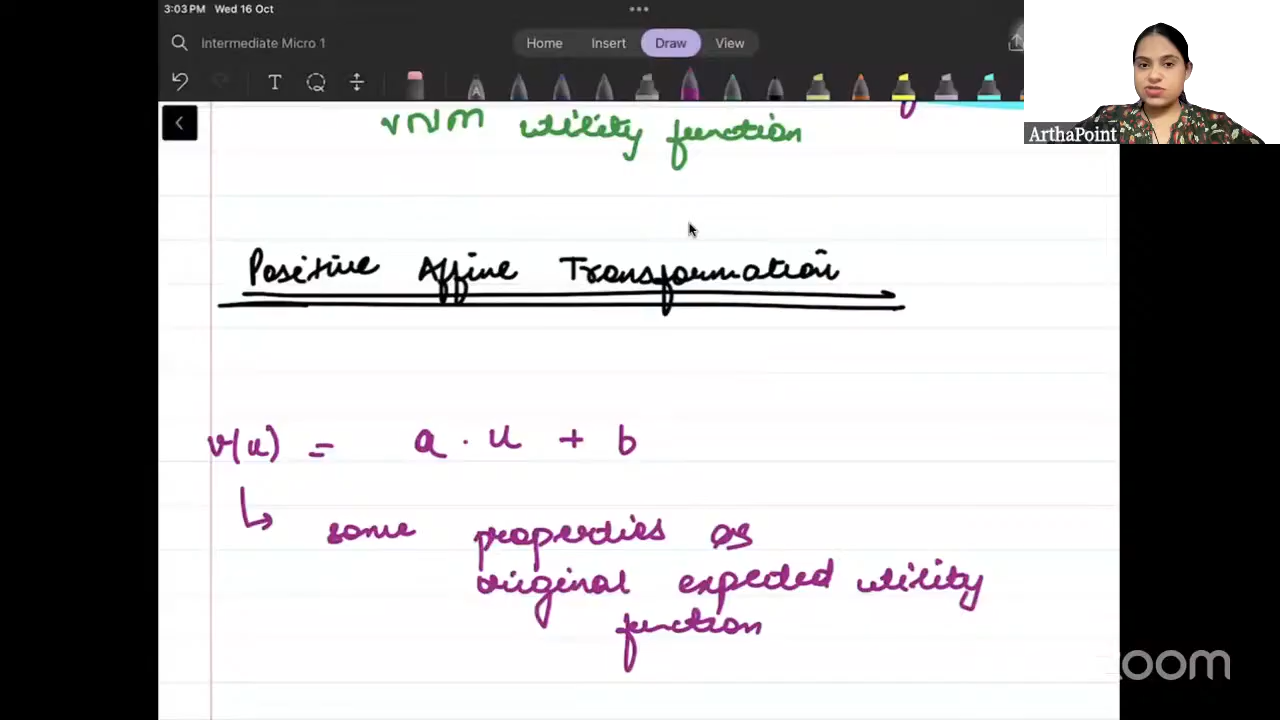 3:03 PM Wed 16 Oct
Intermediate Micro 1
Home Insert Draw View
ArthaPoint
VNM utility function
Positive Affine Transformation
v(u) = a . u + b
same properties as
original expected utility
function
zoom